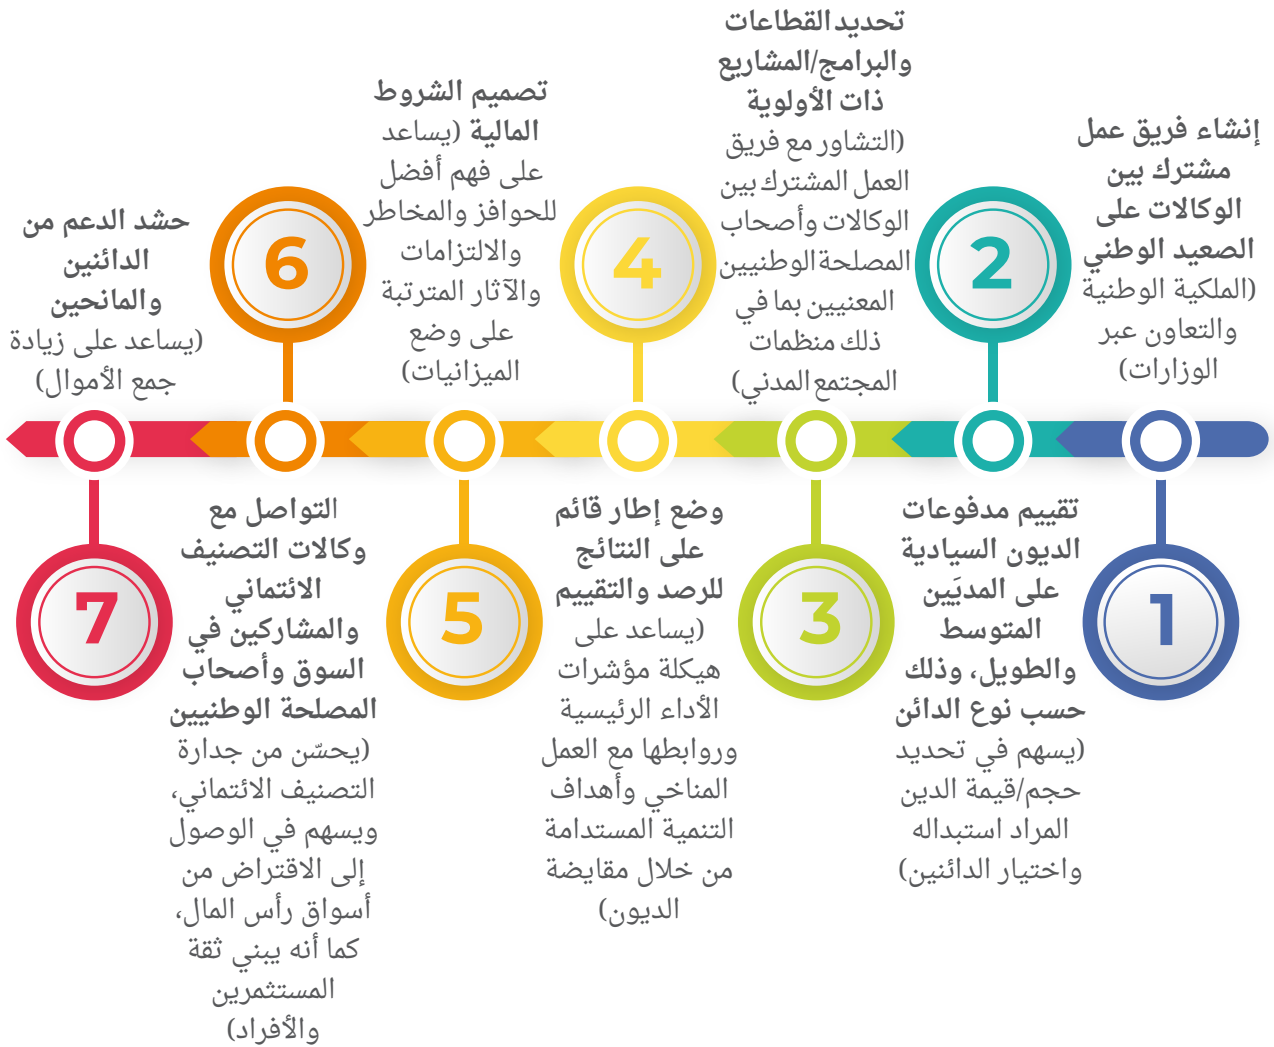 1
إنشاء فريق عمل
مشترك بين
الوكالات على
الصعيد الوطني
(الملكية الوطنية
والتعاون عبر
الوزارات)
2
تقييم مدفوعات
الديون السيادية
على المديَين
المتوسط
والطويل، وذلك
حسب نوع الدائن
(يسهم في تحديد
حجم/قيمة الدين
المراد استبداله
واختيار الدائنين)
3
تحديد القطاعات
والبرامج/المشاريع
ذات الأولوية
(التشاور مع فريق
العمل المشترك بين
الوكالات وأصحاب
المصلحة الوطنيين
المعنيين بما في
ذلك منظمات
المجتمع المدني)
4
وضع إطار قائم
على النتائج
للرصد والتقييم
(يساعد على
هيكلة مؤشرات
الأداء الرئيسية
وروابطها مع العمل
المناخي وأهداف
التنمية المستدامة
من خلال مقايضة
الديون)
5
تصميم الشروط
المالية (يساعد
على فهم أفضل
للحوافز والمخاطر
والالتزامات
والآثار المترتبة
على وضع
الميزانيات)
6
التواصل مع
وكالات التصنيف
الائتماني
والمشاركين في
السوق وأصحاب
المصلحة الوطنيين
(يحسّن من جدارة
التصنيف الائتماني،
ويسهم في الوصول
إلى الاقتراض من
أسواق رأس المال،
كما أنه يبني ثقة
المستثمرين
والأفراد)
7
حشد الدعم من
الدائنين
والمانحين
(يساعد على زيادة
جمع الأموال)